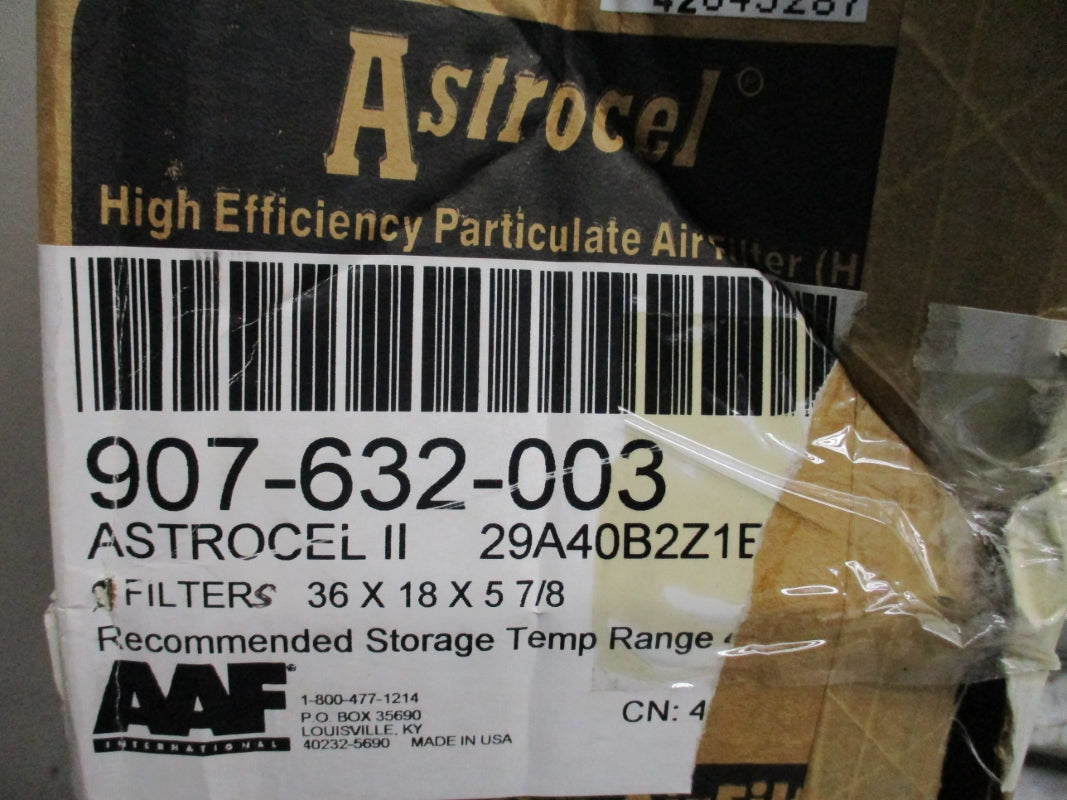 Astrocel®
High Efficiency Particulate Air Filter (H
907-632-003
ASTROCEL II 29A40B2Z1E
FILTERS 36 X 18 X 5 7/8
Recommended Storage Temp Range
AAF®
INTERNATIONAL
1-800-477-1214
P.O. BOX 35690
LOUISVILLE, KY
40232-5690 MADE IN USA
CN: 4